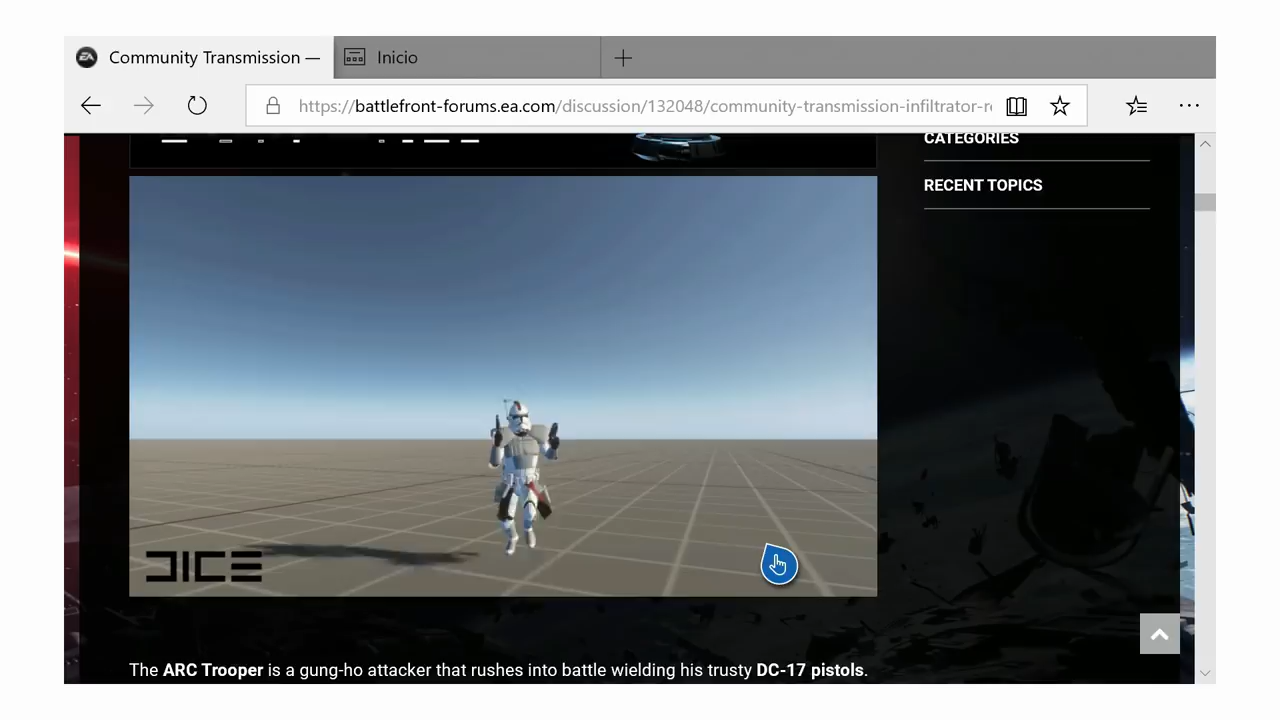 Community Transmission —
Inicio
https://battlefront-forums.ea.com/discussion/132048/community-transmission-infiltrator-r
CATEGORIES
RECENT TOPICS
DICE
The ARC Trooper is a gung-ho attacker that rushes into battle wielding his trusty DC-17 pistols.